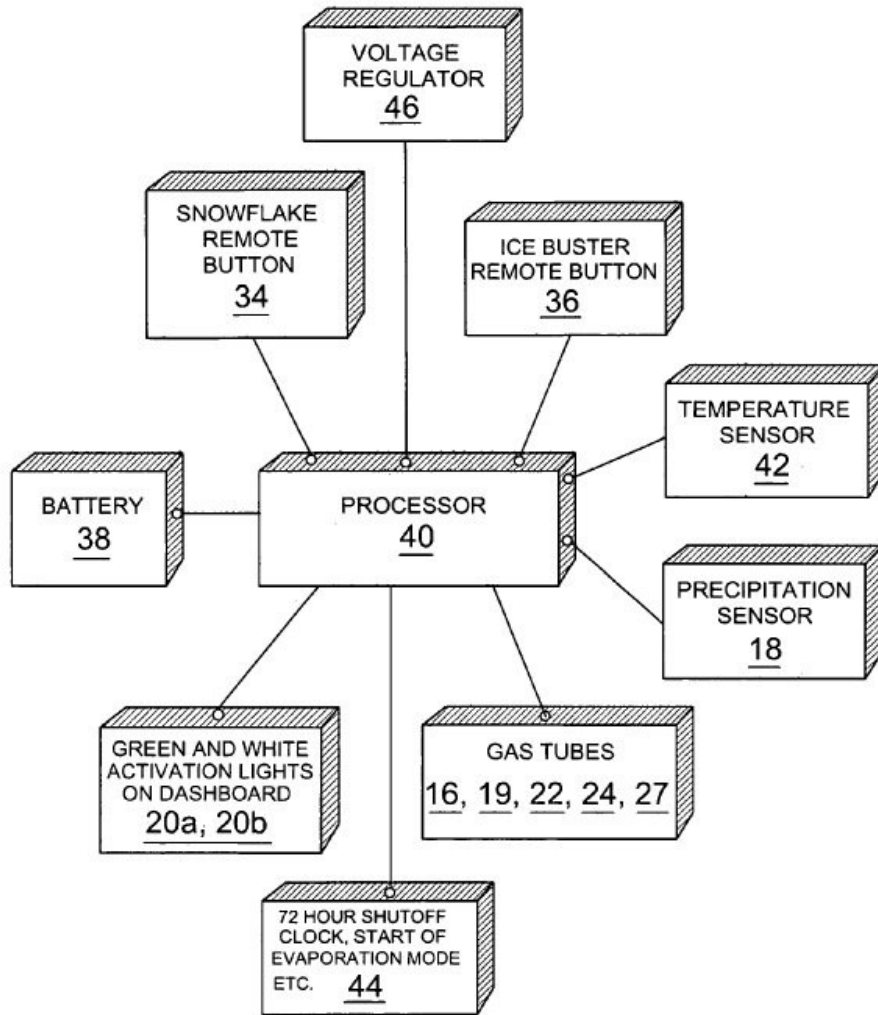 VOLTAGE
REGULATOR
46
SNOWFLAKE
REMOTE
BUTTON
34
ICE BUSTER
REMOTE BUTTON
36
TEMPERATURE
SENSOR
42
BATTERY
38
PROCESSOR
40
PRECIPITATION
SENSOR
18
GREEN AND WHITE
ACTIVATION LIGHTS
ON DASHBOARD
20a, 20b
GAS TUBES
16, 19, 22, 24, 27
72 HOUR SHUTOFF
CLOCK, START OF
EVAPORATION MODE
ETC. 44